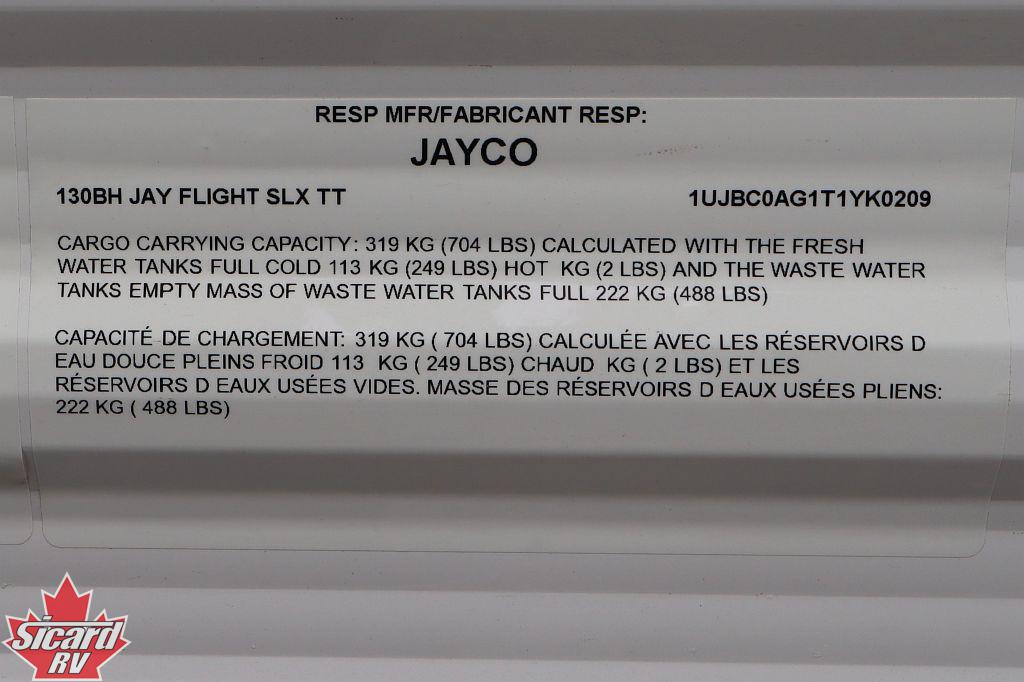 RESP MFR/FABRICANT RESP:
JAYCO
130BH JAY FLIGHT SLX TT 1UJBC0AG1T1YK0209
CARGO CARRYING CAPACITY: 319 KG (704 LBS) CALCULATED WITH THE FRESH
WATER TANKS FULL COLD 113 KG (249 LBS) HOT  KG (2 LBS) AND THE WASTE WATER
TANKS EMPTY MASS OF WASTE WATER TANKS FULL 222 KG (488 LBS)
CAPACITÉ DE CHARGEMENT: 319 KG ( 704 LBS) CALCULÉE AVEC LES RÉSERVOIRS D
EAU DOUCE PLEINS FROID 113  KG ( 249 LBS) CHAUD  KG ( 2 LBS) ET LES
RÉSERVOIRS D EAUX USÉES VIDES. MASSE DES RÉSERVOIRS D EAUX USÉES PLIENS:
222 KG ( 488 LBS)
Sicard
RV